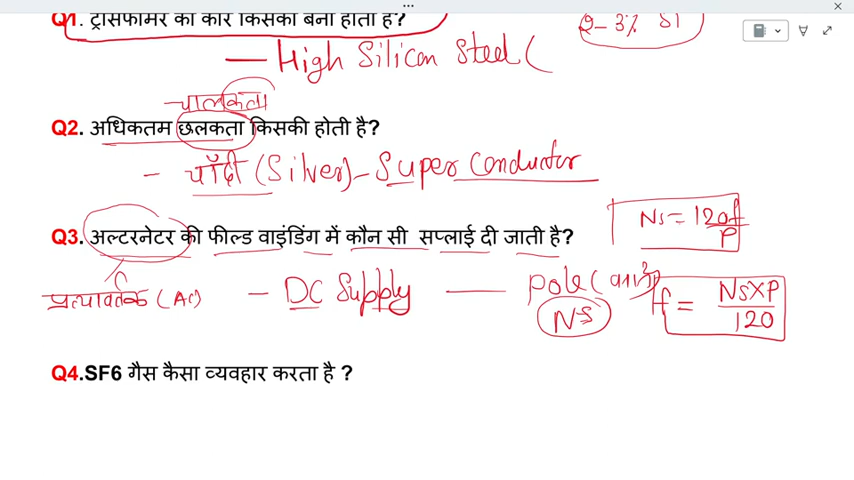 Q1. ट्रांसफार्मर का कोर किसका बना होता है?
2-3% Si
— High Silicon Steel (
चालकता
Q2. अधिकतम छलकता किसकी होती है?
- चाँदी (Silver) - Super Conductor
Ns = 120f/P
Q3. अल्टरनेटर की फील्ड वाइंडिंग में कौन सी सप्लाई दी जाती है?
प्रत्यावर्तक (AC) - DC Supply — Pole (
NS
f = Ns×P/120
Q4.SF6 गैस कैसा व्यवहार करता है ?